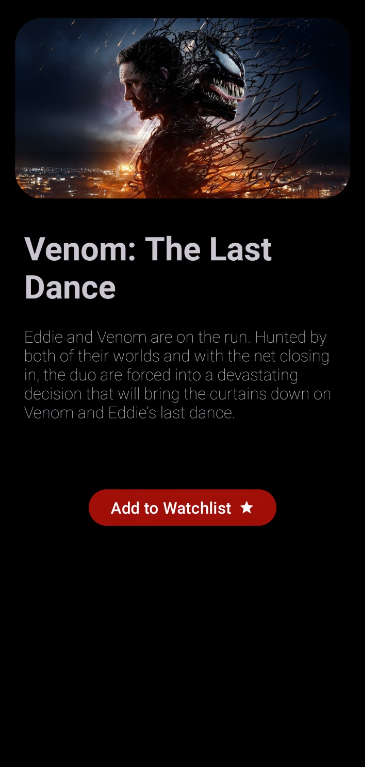 Venom: The Last
Dance
Eddie and Venom are on the run. Hunted by
both of their worlds and with the net closing
in, the duo are forced into a devastating
decision that will bring the curtains down on
Venom and Eddie's last dance.
Add to Watchlist